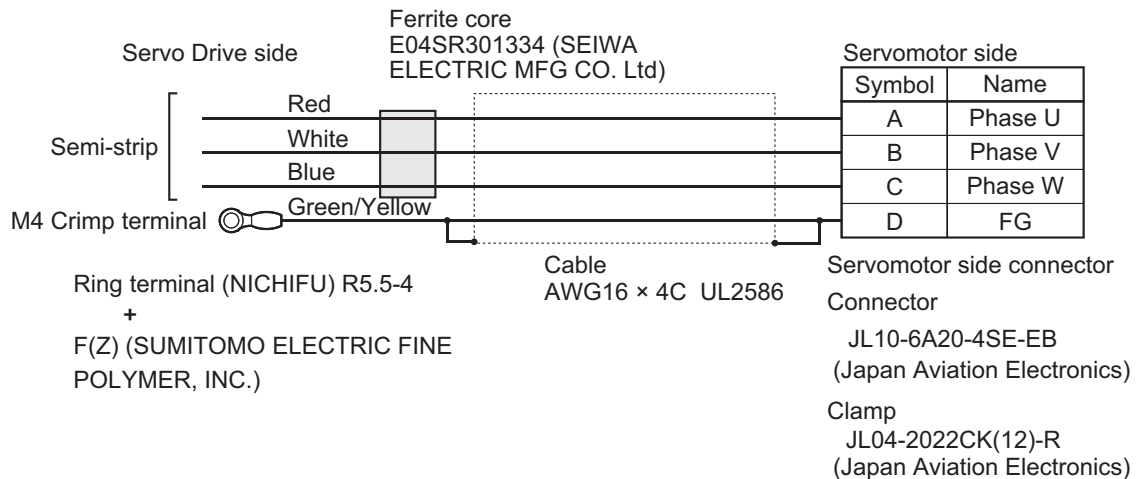 Ferrite core
E04SR301334 (SEIWA
ELECTRIC MFG CO. Ltd)
Servo Drive side
Servomotor side
Symbol Name
Red
A Phase U
White
Semi-strip
B Phase V
Blue
C Phase W
Green/Yellow
M4 Crimp terminal
D FG
Ring terminal (NICHIFU) R5.5-4
+
F(Z) (SUMITOMO ELECTRIC FINE
POLYMER, INC.)
Cable
AWG16 × 4C UL2586
Servomotor side connector
Connector
JL10-6A20-4SE-EB
(Japan Aviation Electronics)
Clamp
JL04-2022CK(12)-R
(Japan Aviation Electronics)